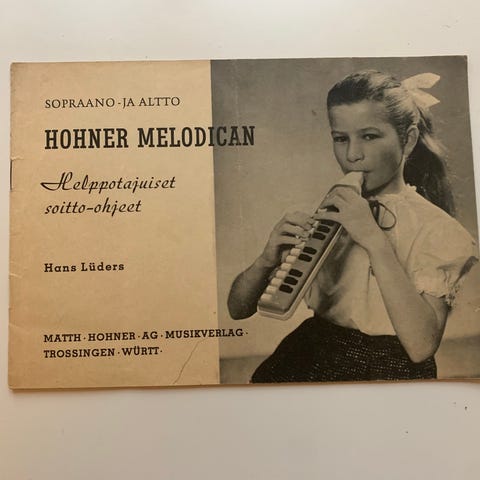 SOPRAANO-JA ALTTO
HOHNER MELODICAN
Helppotajuiset
soitto-ohjeet
Hans Lüders
MATTH · HOHNER · AG · MUSIKVERLAG ·
TROSSINGEN · WÜRTT ·